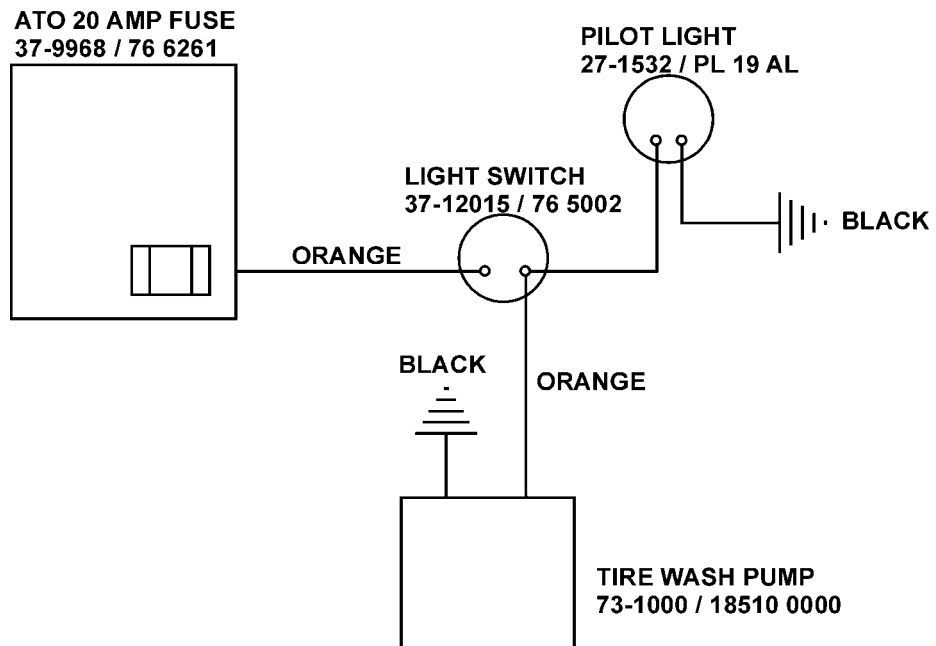 ATO 20 AMP FUSE
37-9968 / 76 6261
PILOT LIGHT
27-1532 / PL 19 AL
LIGHT SWITCH
37-12015 / 76 5002
BLACK
ORANGE
BLACK
ORANGE
TIRE WASH PUMP
73-1000 / 18510 0000